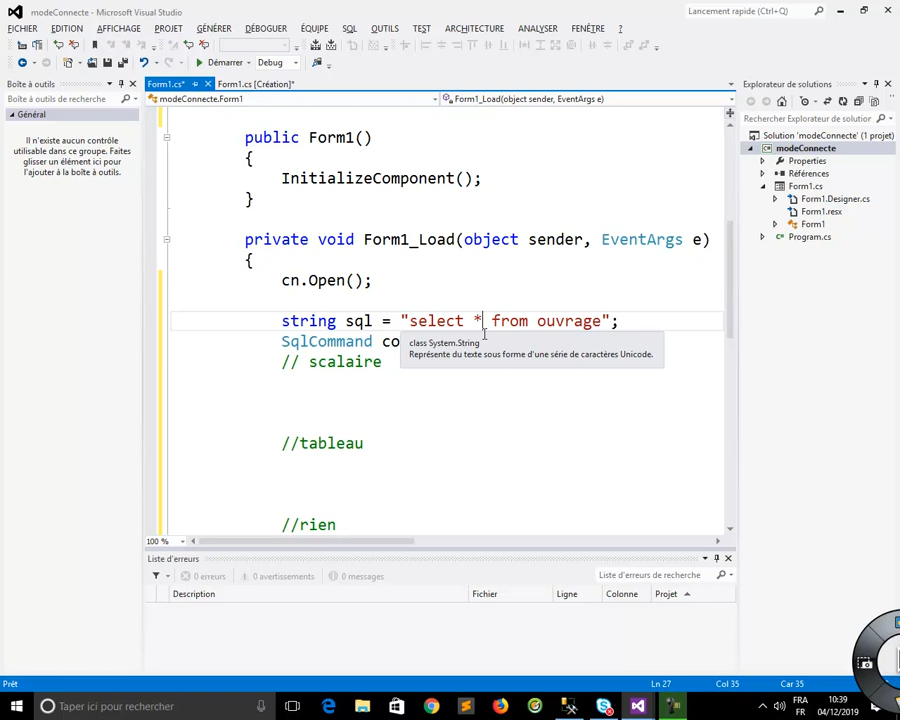 modeConnecte - Microsoft Visual Studio
Lancement rapide (Ctrl+Q)
FICHIER EDITION AFFICHAGE PROJET GÉNÉRER DÉBOGUER ÉQUIPE SQL OUTILS TEST ARCHITECTURE ANALYSER FENÊTRE ?
Démarrer Debug
Boîte à outils
Boîte à outils de recherche
Général
Il n'existe aucun contrôle
utilisable dans ce groupe. Faites
glisser un élément ici pour
l'ajouter à la boîte à outils.
Form1.cs* Form1.cs [Création]*
modeConnecte.Form1 Form1_Load(object sender, EventArgs e)
public Form1()
{
InitializeComponent();
}
private void Form1_Load(object sender, EventArgs e)
{
cn.Open();
string sql = "select * from ouvrage";
SqlCommand co
class System.String
Représente du texte sous forme d'une série de caractères Unicode.
// scalaire
//tableau
//rien
100 %
Explorateur de solutions
Rechercher Explorateur de solutions
Solution 'modeConnecte' (1 projet)
modeConnecte
Properties
Références
Form1.cs
Form1.Designer.cs
Form1.resx
Form1
Program.cs
Liste d'erreurs
0 erreurs 0 avertissements 0 messages
Liste d'erreurs de recherche
Description Fichier Ligne Colonne Projet
Prêt Ln 27 Col 35 Car 35
Taper ici pour rechercher
FRA
FR
10:39
04/12/2019